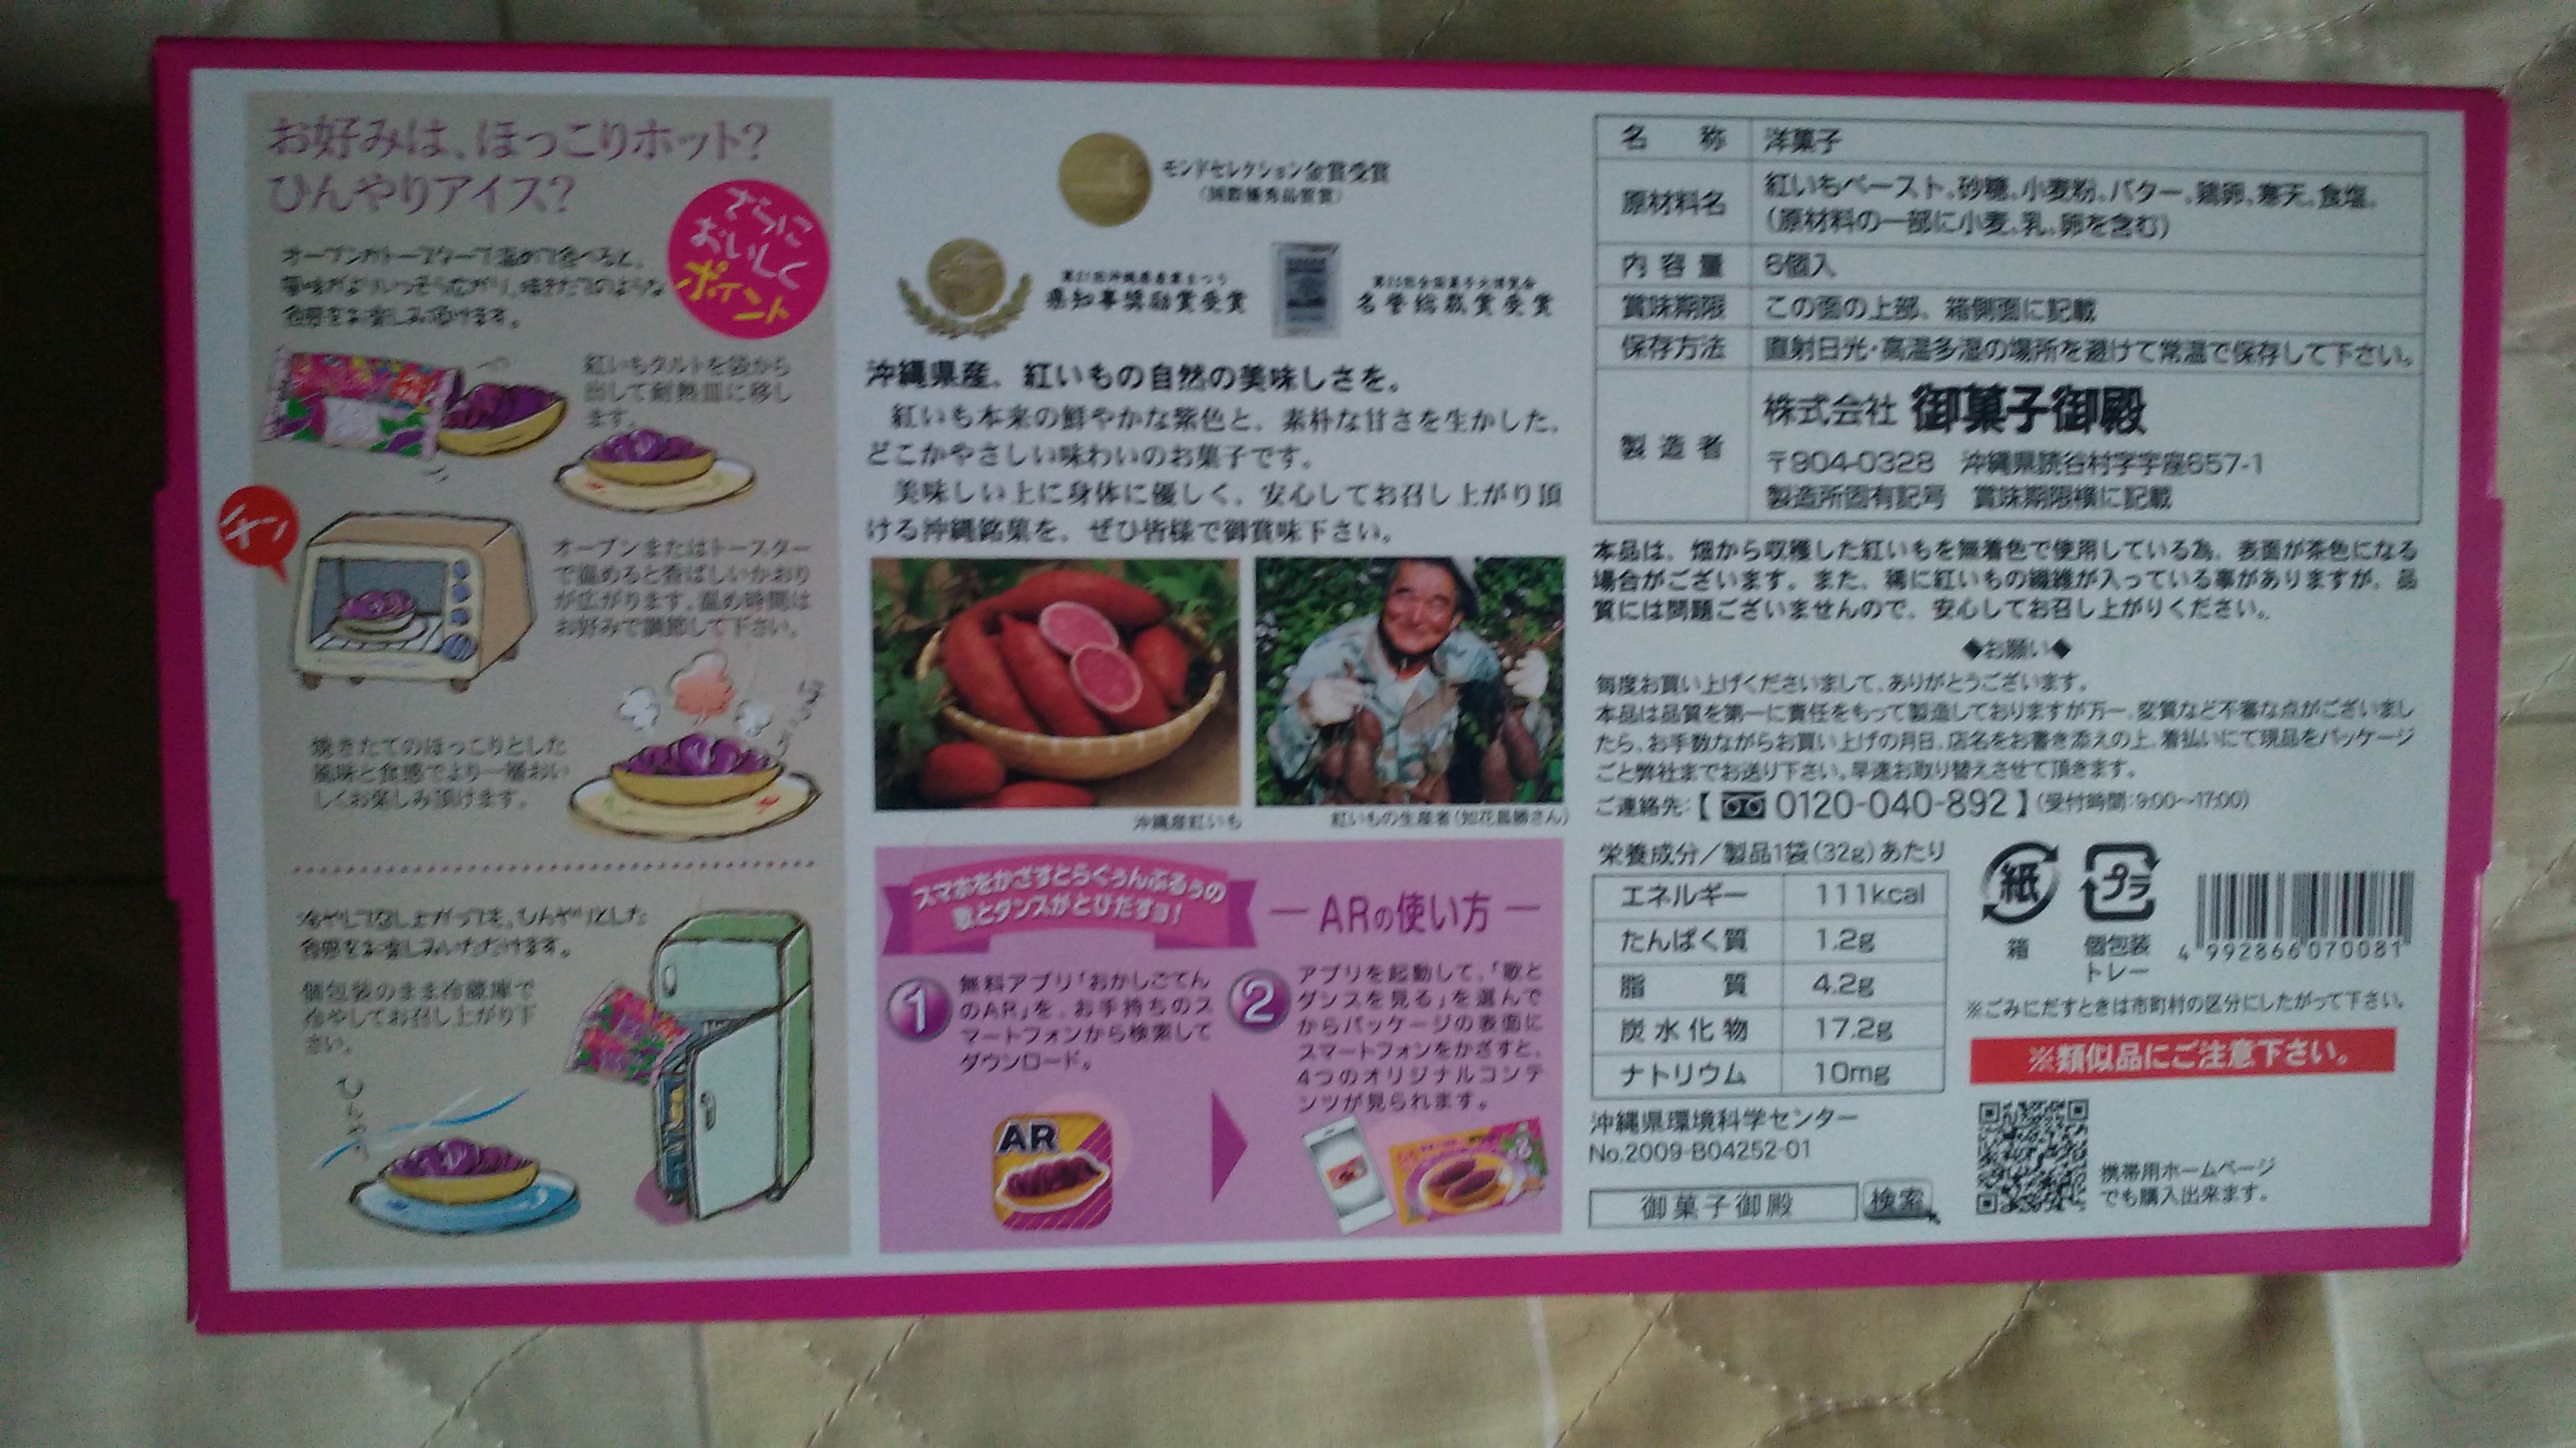 お好みは、ほっこりホット?
ひんやりアイス?
さらに
おいしく
ポイント
オーブンかトースターで温めて食べると、
風味がよりいっそう広がり、焼きたてのような
食感をお楽しみ頂けます。
紅いもタルトを袋から
出して耐熱皿に移し
ます。
チン
オーブンまたはトースター
で温めると香ばしいかおり
が広がります。温め時間は
お好みで調節して下さい。
焼きたてのほっこりとした
風味と食感でより一層おい
しくお楽しみ頂けます。
冷やして召し上がっても、ひんやりとした
食感をお楽しみいただけます。
個包装のまま冷蔵庫で
冷やしてお召し上がり下
さい。
モンドセレクション金賞受賞
(国際優秀品質賞)
県知事奨励賞受賞
第25回全国菓子大博覧会
名誉総裁賞受賞
沖縄県産、紅いもの自然の美味しさを。
紅いも本来の鮮やかな紫色と、素朴な甘さを生かした、
どこかやさしい味わいのお菓子です。
美味しい上に身体に優しく、安心してお召し上がり頂
ける沖縄銘菓を、ぜひ皆様で御賞味下さい。
沖縄産紅いも
紅いもの生産者(知花昌勝さん)
スマホをかざすとらぐぅんぶるぅの
歌とダンスがとびだすヨ!
ARの使い方
1
無料アプリ「おかしごてん
のAR」を、お手持ちのス
マートフォンから検索して
ダウンロード。
2
アプリを起動して、「歌と
ダンスを見る」を選んで
からパッケージの表面に
スマートフォンをかざすと、
4つのオリジナルコンテ
ンツが見られます。
AR
名称 洋菓子
原材料名 紅いもペースト、砂糖、小麦粉、バター、鶏卵、寒天、食塩、
(原材料の一部に小麦、乳、卵を含む)
内容量 6個入
賞味期限 この面の上部、箱側面に記載
保存方法 直射日光・高温多湿の場所を避けて常温で保存して下さい。
製造者 株式会社 御菓子御殿
〒904-0328 沖縄県読谷村字宇座657-1
製造所固有記号 賞味期限横に記載
本品は、畑から収穫した紅いもを無着色で使用している為、表面が茶色になる
場合がございます。また、稀に紅いもの繊維が入っている事がありますが、品
質には問題ございませんので、安心してお召し上がりください。
◆お願い◆
毎度お買い上げくださいまして、ありがとうございます。
本品は品質を第一に責任をもって製造しておりますが万一、変質など不審な点がございまし
たら、お手数ながらお買い上げの月日、店名をお書き添えの上、着払いにて現品をパッケージ
ごと弊社までお送り下さい。早速お取り替えさせて頂きます。
ご連絡先:【 0120-040-892 】(受付時間:9:00〜17:00)
栄養成分/製品1袋(32g)あたり
エネルギー 111kcal
たんぱく質 1.2g
脂質 4.2g
炭水化物 17.2g
ナトリウム 10mg
沖縄県環境科学センター
No.2009-B04252-01
御菓子御殿 検索
紙
箱
プラ
個包装
トレー
4 992866 070081
※ごみにだすときは市町村の区分にしたがって下さい。
※類似品にご注意下さい。
携帯用ホームページ
でも購入出来ます。